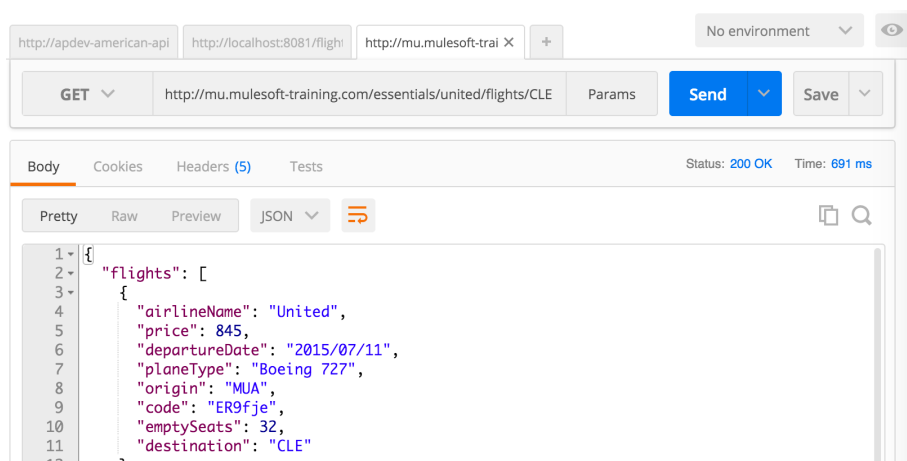 No environment
http://apdev-american-api http://localhost:8081/flight http://mu.mulesoft-trai × +
GET http://mu.mulesoft-training.com/essentials/united/flights/CLE Params Send Save
Body Cookies Headers (5) Tests Status: 200 OK Time: 691 ms
Pretty Raw Preview JSON
1 {
2 "flights": [
3 {
4 "airlineName": "United",
5 "price": 845,
6 "departureDate": "2015/07/11",
7 "planeType": "Boeing 727",
8 "origin": "MUA",
9 "code": "ER9fje",
10 "emptySeats": 32,
11 "destination": "CLE"